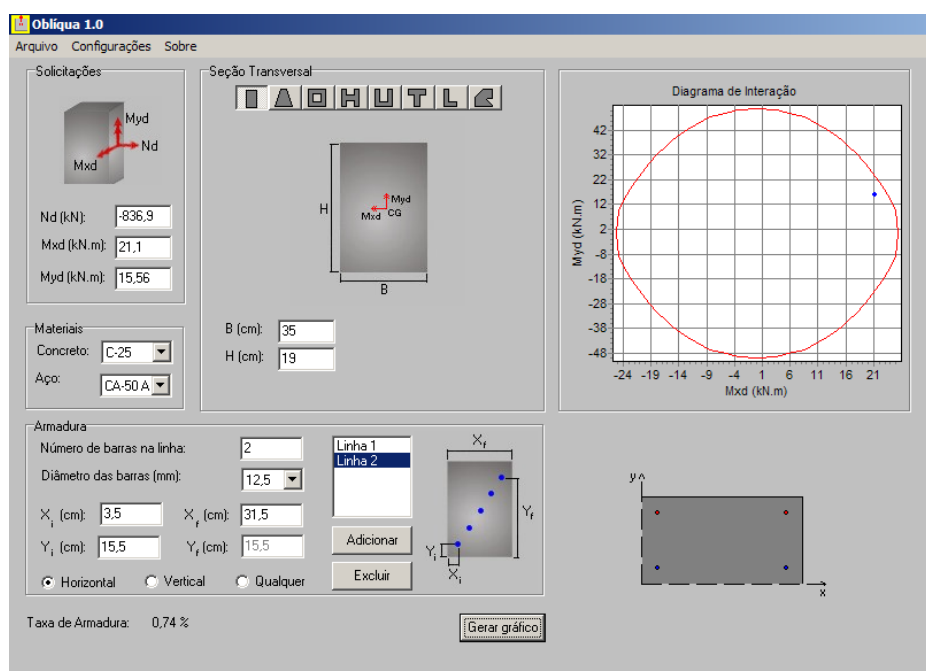 Oblíqua 1.0
Arquivo Configurações Sobre
Solicitações
Myd
Nd
Mxd
Nd (kN): -836,9
Mxd (kN.m): 21,1
Myd (kN.m): 15,56
Materiais
Concreto: C-25
Aço: CA-50 A
Seção Transversal
H
Myd
Mxd CG
B
B (cm): 35
H (cm): 19
Diagrama de Interação
Myd (kN.m)
42
32
22
12
2
-8
-18
-28
-38
-48
-24 -19 -14 -9 -4 1 6 11 16 21
Mxd (kN.m)
Armadura
Número de barras na linha: 2
Diâmetro das barras (mm): 12,5
Xi (cm): 3,5 Xf (cm): 31,5
Yi (cm): 15,5 Yf (cm): 15,5
Horizontal Vertical Qualquer
Linha 1
Linha 2
Adicionar
Excluir
Xf
Yf
Yi
Xi
y
x
Taxa de Armadura: 0,74 %
Gerar gráfico